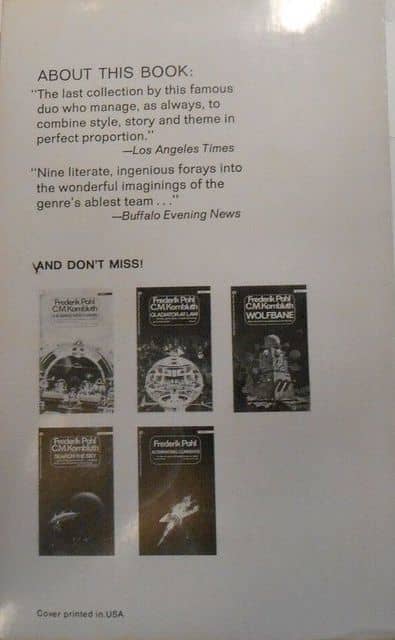 ABOUT THIS BOOK:
"The last collection by this famous
duo who manage, as always, to
combine style, story and theme in
perfect proportion."
—Los Angeles Times
"Nine literate, ingenious forays into
the wonderful imaginings of the
genre's ablest team . . ."
—Buffalo Evening News
AND DON'T MISS!
Frederik Pohl
C.M. Kornbluth
Frederik Pohl
C.M. Kornbluth
GLADIATOR-AT-LAW
Frederik Pohl
C.M. Kornbluth
WOLFBANE
Frederik Pohl
C.M. Kornbluth
SEARCH THE SKY
Frederik Pohl
ALTERNATING CURRENTS
Cover printed in USA